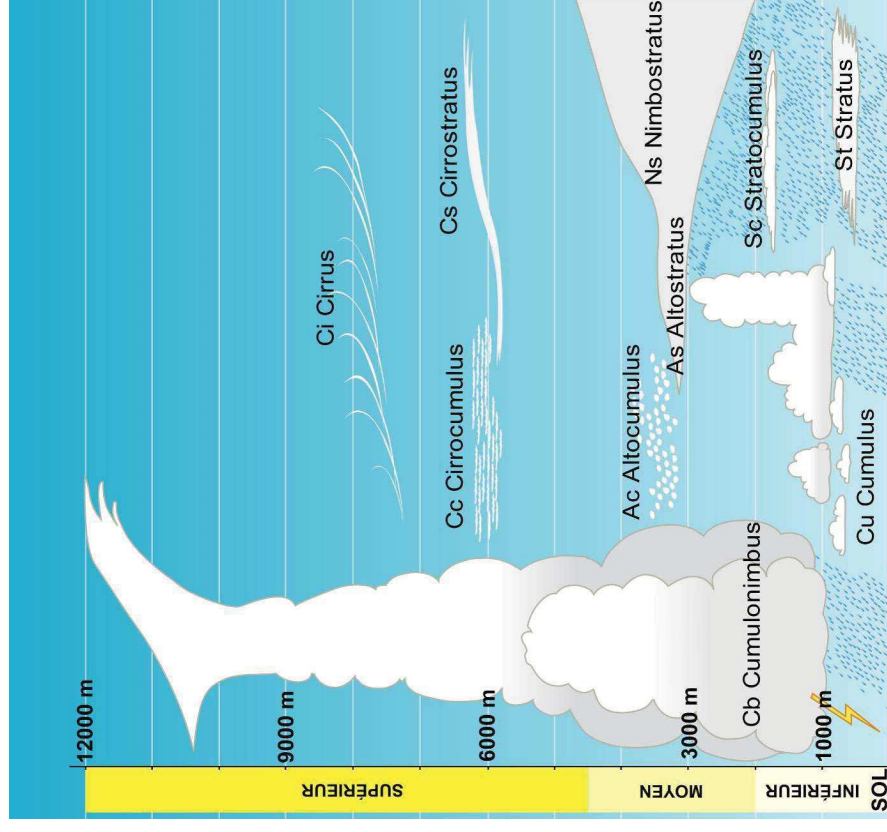 12000 m
9000 m
6000 m
3000 m
1000 m
SOL
SUPÉRIEUR
MOYEN
INFÉRIEUR
Ci Cirrus
Cc Cirrocumulus
Cs Cirrostratus
Ac Altocumulus
As Altostratus
Ns Nimbostratus
Cb Cumulonimbus
Cu Cumulus
Sc Stratocumulus
St Stratus